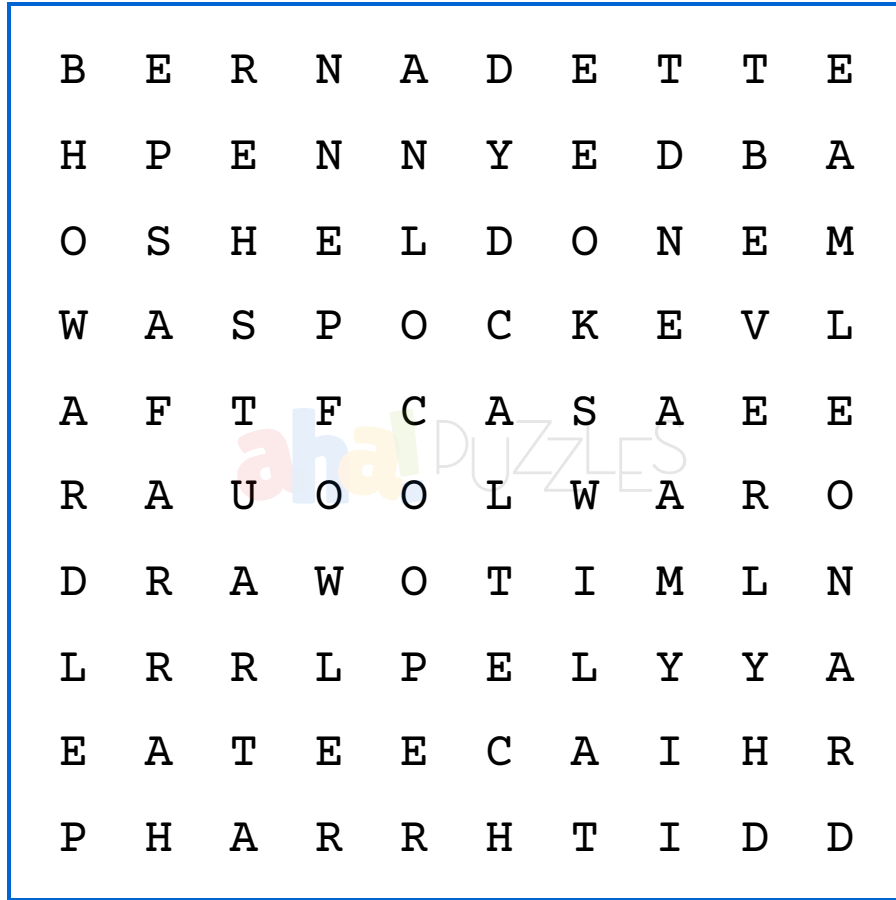 B E R N A D E T T E
H P E N N Y E D B A
O S H E L D O N E M
W A S P O C K E V L
A F T F C A S A E E
aha! PUZZLES
R A U O O L W A R O
D R A W O T I M L N
L R R L P E L Y Y A
E A T E E C A I H R
P H A R R H T I D D